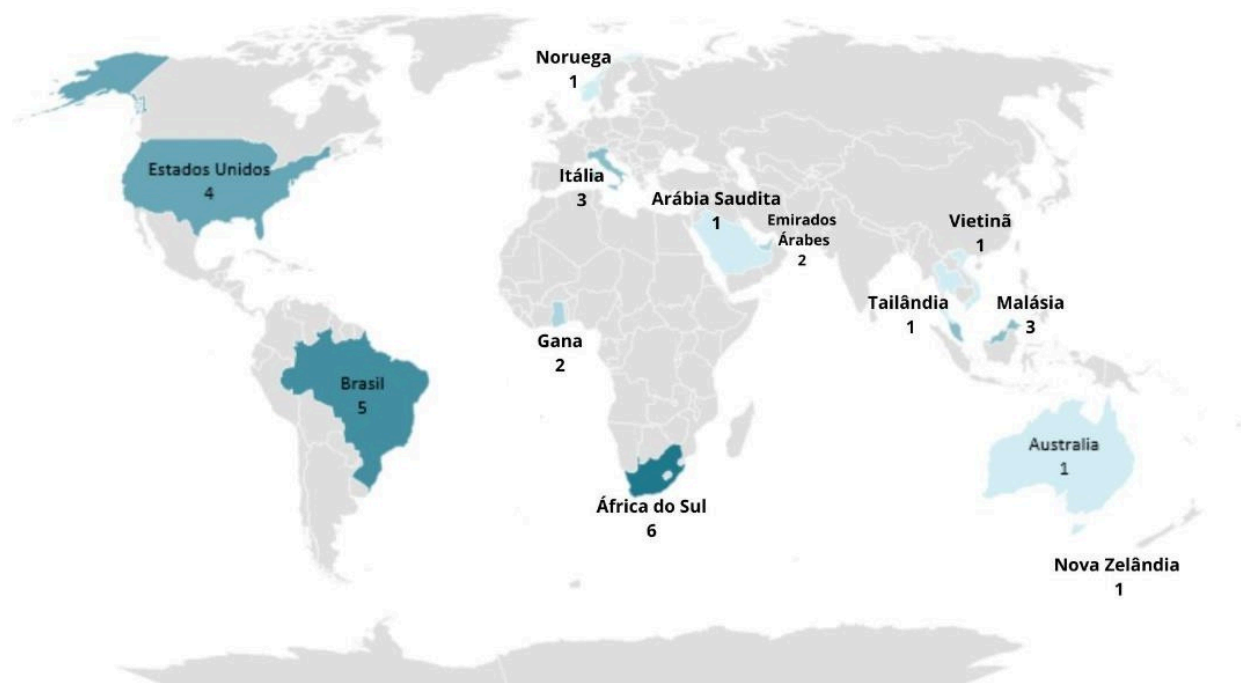 Noruega
1
Estados Unidos
4
Itália
3
Arábia Saudita
1
Emirados
Árabes
2
Vietinã
1
Tailândia
1
Malásia
3
Gana
2
Brasil
5
Australia
1
África do Sul
6
Nova Zelândia
1